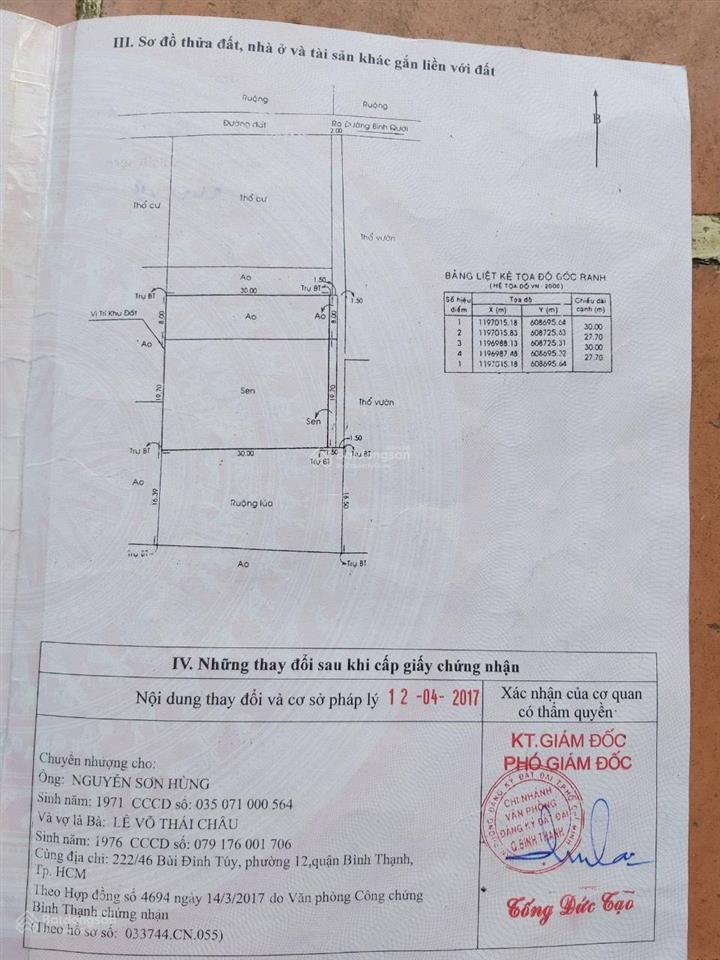 III. Sơ đồ thửa đất, nhà ở và tài sản khác gắn liền với đất
Ruộng
Ruộng
Đường đất
Ra Đường Bình Quới
2.00
B
Thổ cư
Thổ cư
Thổ vườn
Ao
1.50
Trụ BT
30.00
Trụ BT
1.50
Vị Trí Khu Đất
8.00
Ao
Ao
8.00
Ao
Sen
19.70
19.70
Thổ vườn
Sen
1.50
Trụ BT
30.00
1.50
Trụ BT
Trụ BT
Ao
16.39
Ruộng lúa
16.50
Trụ BT
Ao
Trụ BT
BẢNG LIỆT KÊ TỌA ĐỘ GÓC RANH
(HỆ TỌA ĐỘ VN - 2000)
Số hiệu điểm Tọa độ Chiều dài cạnh (m)
X (m) Y (m)
1 1197015.18 608695.64
30.00
2 1197015.83 608725.63
27.70
3 1196988.13 608725.31
30.00
4 1196987.48 608695.32
27.70
1 1197015.18 608695.64
IV. Những thay đổi sau khi cấp giấy chứng nhận
Nội dung thay đổi và cơ sở pháp lý
12-04-2017
Xác nhận của cơ quan
có thẩm quyền
Chuyển nhượng cho:
Ông: NGUYỄN SƠN HÙNG
Sinh năm: 1971 CCCD số: 035 071 000 564
Và vợ là Bà: LÊ VÕ THÁI CHÂU
Sinh năm: 1976 CCCD số: 079 176 001 706
Cùng địa chỉ: 222/46 Bùi Đình Túy, phường 12,quận Bình Thạnh,
Tp. HCM
Theo Hợp đồng số 4694 ngày 14/3/2017 do Văn phòng Công chứng
Bình Thạnh chứng nhận
(Theo hồ sơ số: 033744.CN.055)
KT.GIÁM ĐỐC
PHÓ GIÁM ĐỐC
CHI NHÁNH
VĂN PHÒNG
ĐĂNG KÝ ĐẤT ĐAI
Q.BÌNH THẠNH
Tống Đức Tạo